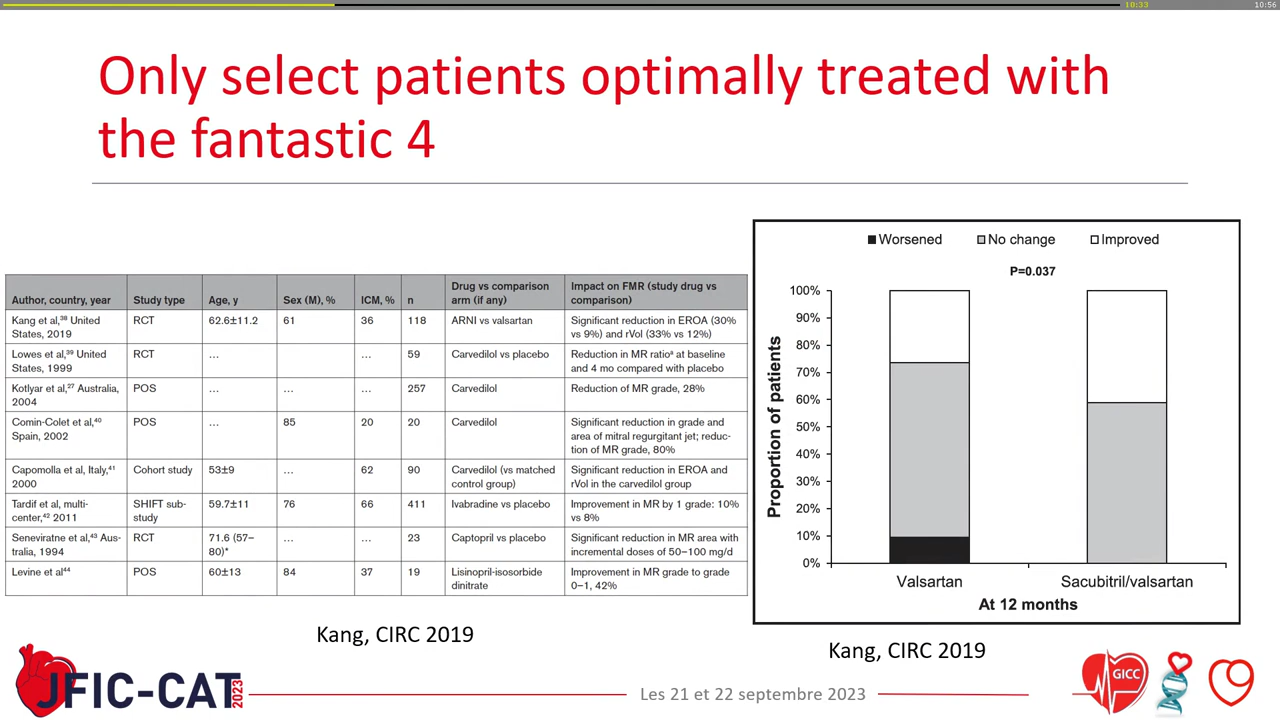 10:33
10:56
Only select patients optimally treated with
the fantastic 4
Author, country, year
Study type
Age, y
Sex (M), %
ICM, %
n
Drug vs comparison
arm (if any)
Impact on FMR (study drug vs
comparison)
Kang et al,³⁸ United
States, 2019
RCT
62.6±11.2
61
36
118
ARNI vs valsartan
Significant reduction in EROA (30%
vs 9%) and rVol (33% vs 12%)
Lowes et al,³⁹ United
States, 1999
RCT
…
…
59
Carvedilol vs placebo
Reduction in MR ratioᵃ at baseline
and 4 mo compared with placebo
Kotlyar et al,²⁷ Australia,
2004
POS
…
…
…
257
Carvedilol
Reduction of MR grade, 28%
Comin-Colet et al,⁴⁰
Spain, 2002
POS
…
85
20
20
Carvedilol
Significant reduction in grade and
area of mitral regurgitant jet; reduc-
tion of MR grade, 80%
Capomolla et al, Italy,⁴¹
2000
Cohort study
53±9
…
62
90
Carvedilol (vs matched
control group)
Significant reduction in EROA and
rVol in the carvedilol group
Tardif et al, multi-
center,⁴² 2011
SHIFT sub-
study
59.7±11
76
66
411
Ivabradine vs placebo
Improvement in MR by 1 grade: 10%
vs 8%
Seneviratne et al,⁴³ Aus-
tralia, 1994
RCT
71.6 (57–
80)*
…
…
23
Captopril vs placebo
Significant reduction in MR area with
incremental doses of 50–100 mg/d
Levine et al⁴⁴
POS
60±13
84
37
19
Lisinopril-isosorbide
dinitrate
Improvement in MR grade to grade
0–1, 42%
Kang, CIRC 2019
Worsened
No change
Improved
P=0.037
Proportion of patients
100%
90%
80%
70%
60%
50%
40%
30%
20%
10%
0%
Valsartan
Sacubitril/valsartan
At 12 months
Kang, CIRC 2019
JFIC-CAT
2023
Les 21 et 22 septembre 2023
GICC